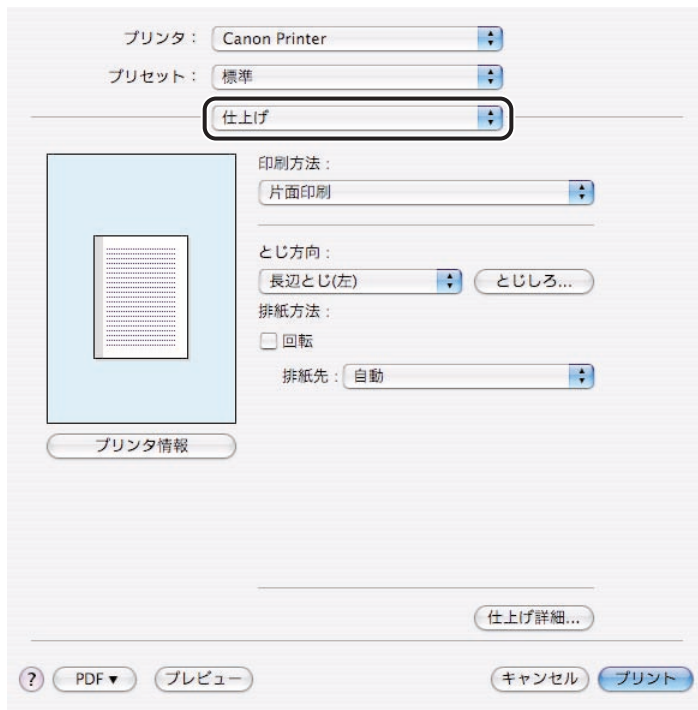 プリンタ： Canon Printer
プリセット： 標準
仕上げ
印刷方法：
片面印刷
とじ方向：
長辺とじ(左) とじしろ...
排紙方法：
回転
排紙先： 自動
プリンタ情報
仕上げ詳細...
? PDF▼ プレビュー キャンセル プリント